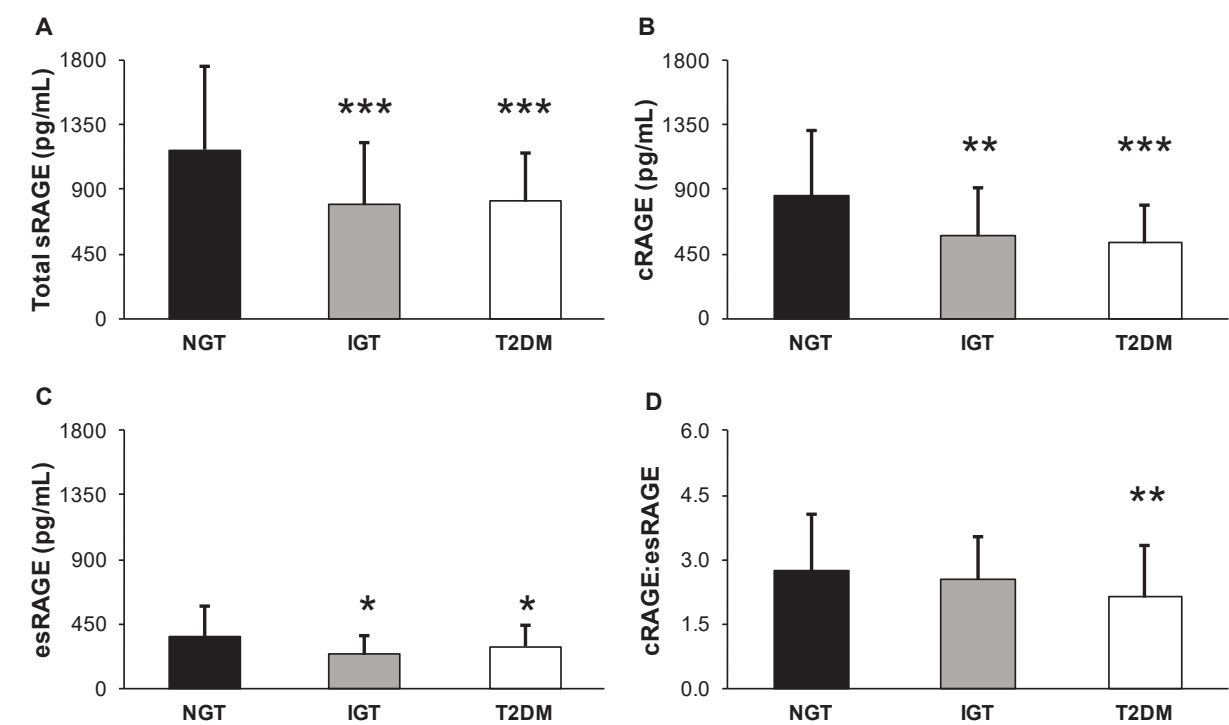 A
Total sRAGE (pg/mL)
1800
1350
900
450
0
***
***
NGT IGT T2DM
B
cRAGE (pg/mL)
1800
1350
900
450
0
**
***
NGT IGT T2DM
C
esRAGE (pg/mL)
1800
1350
900
450
0
*
*
NGT IGT T2DM
D
cRAGE:esRAGE
6.0
4.5
3.0
1.5
0.0
**
NGT IGT T2DM